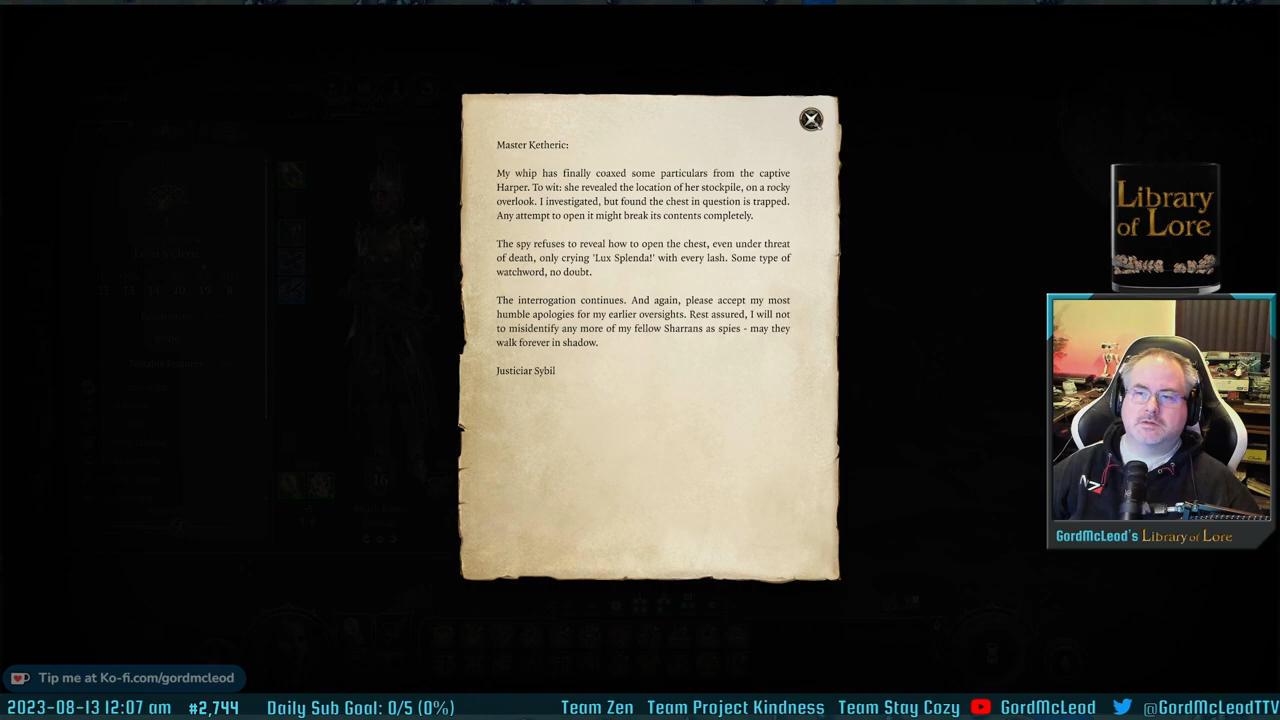 Master Ketheric:
My whip has finally coaxed some particulars from the captive
Harper. To wit: she revealed the location of her stockpile, on a rocky
overlook. I investigated, but found the chest in question is trapped.
Any attempt to open it might break its contents completely.
The spy refuses to reveal how to open the chest, even under threat
of death, only crying 'Lux Splenda!' with every lash. Some type of
watchword, no doubt.
The interrogation continues. And again, please accept my most
humble apologies for my earlier oversights. Rest assured, I will not
to misidentify any more of my fellow Sharrans as spies - may they
walk forever in shadow.
Justiciar Sybil
Library
of Lore
GordMcLeod's Library of Lore
Tip me at Ko-fi.com/gordmcleod
2023-08-13 12:07 am #2,744 Daily Sub Goal: 0/5 (0%) Team Zen Team Project Kindness Team Stay Cozy GordMcLeod @GordMcLeodTTV